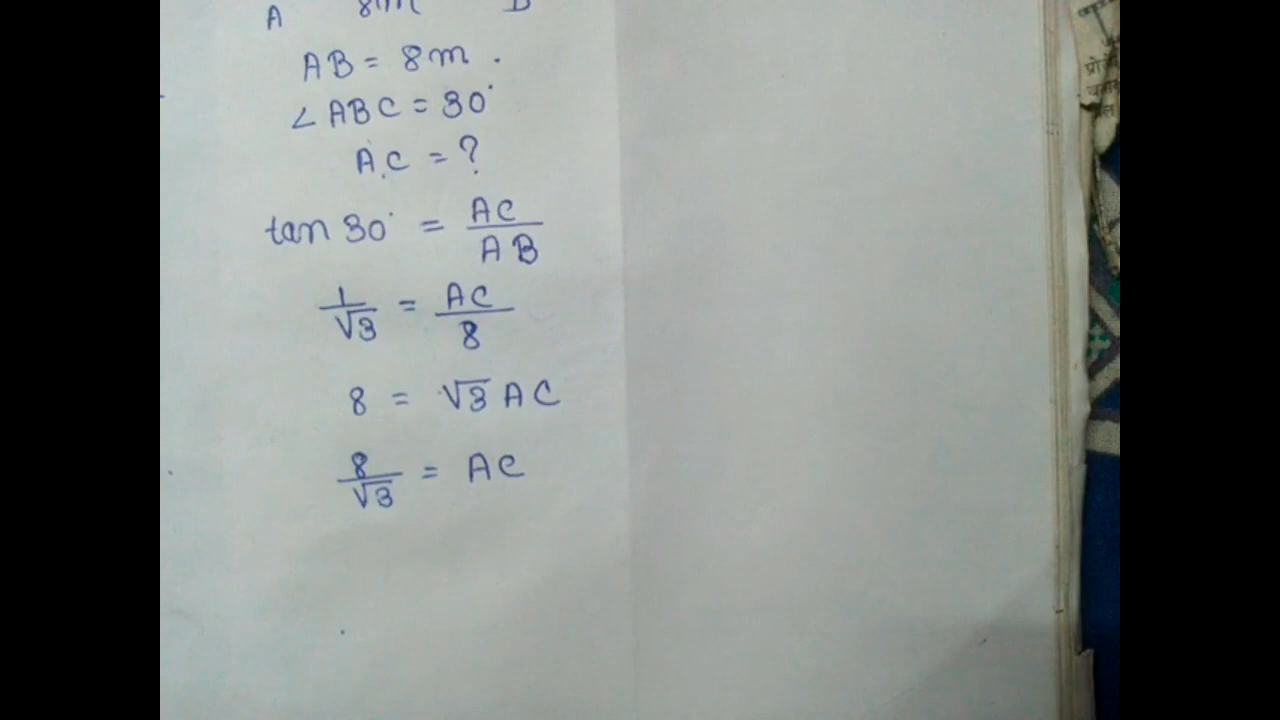 A 8m B
AB = 8m.
∠ABC = 30°
AC = ?
tan 30° = AC/AB
1/√3 = AC/8
8 = √3 AC
8/√3 = AC